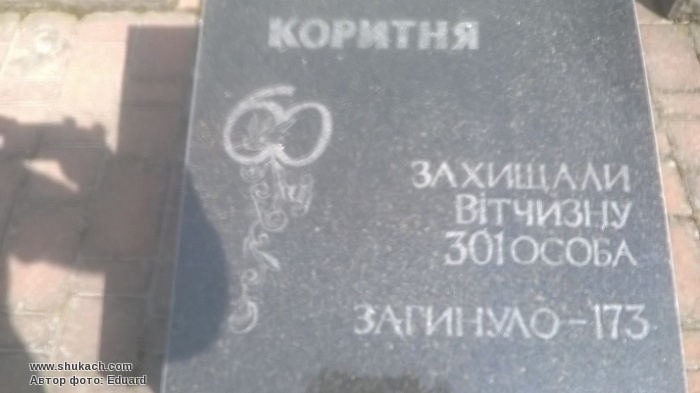 КОРИТНЯ
60
ЗАХИЩАЛИ
ВІТЧИЗНУ
301 ОСОБА
ЗАГИНУЛО – 173
www.shukach.com
Автор фото: Eduard